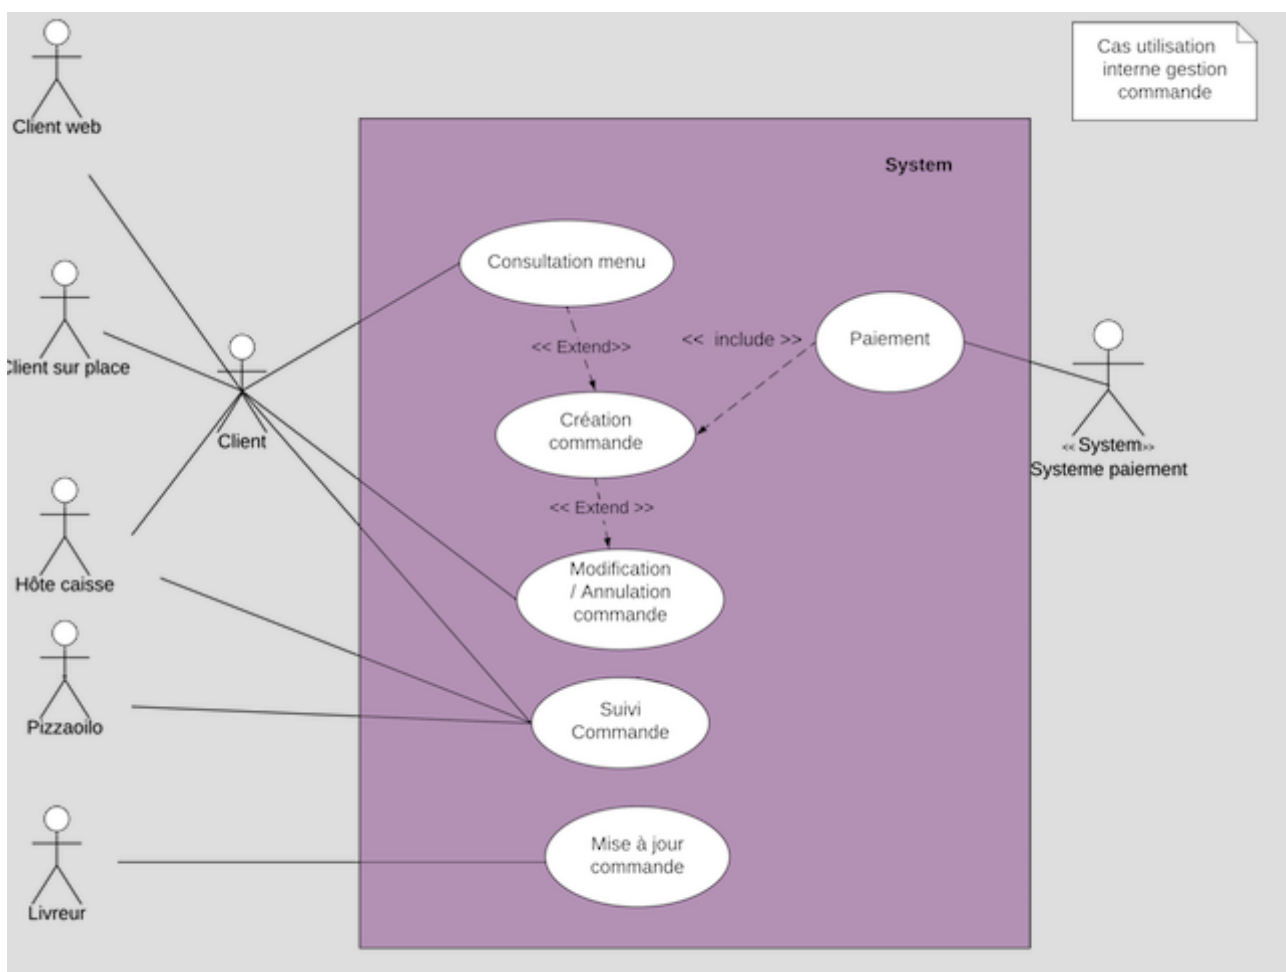 Cas utilisation
interne gestion
commande
Client web
System
Consultation menu
<< Extend>>
<< include >>
Paiement
Client sur place
Client
Création
commande
<< System>>
Systeme paiement
<< Extend >>
Hôte caisse
Modification
/ Annulation
commande
Pizzaoilo
Suivi
Commande
Mise à jour
commande
Livreur